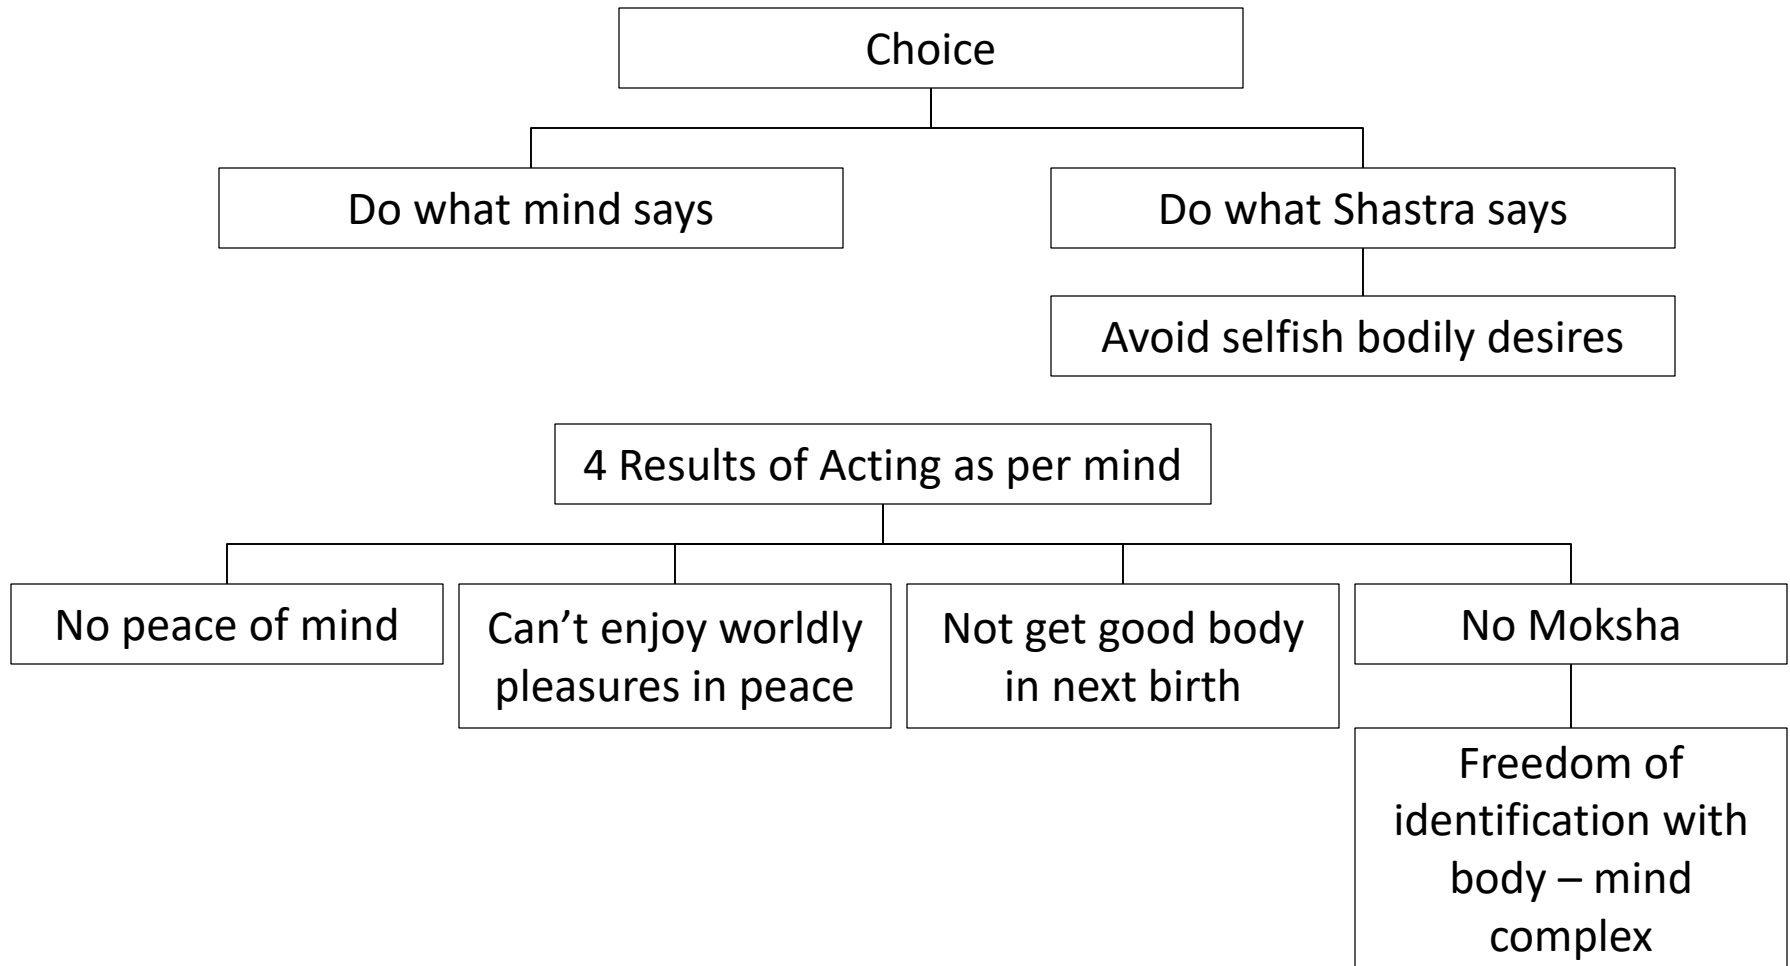 Choice
Do what mind says
Do what Shastra says
Avoid selfish bodily desires
4 Results of Acting as per mind
No peace of mind
Can’t enjoy worldly
pleasures in peace
Not get good body
in next birth
No Moksha
Freedom of
identification with
body – mind
complex